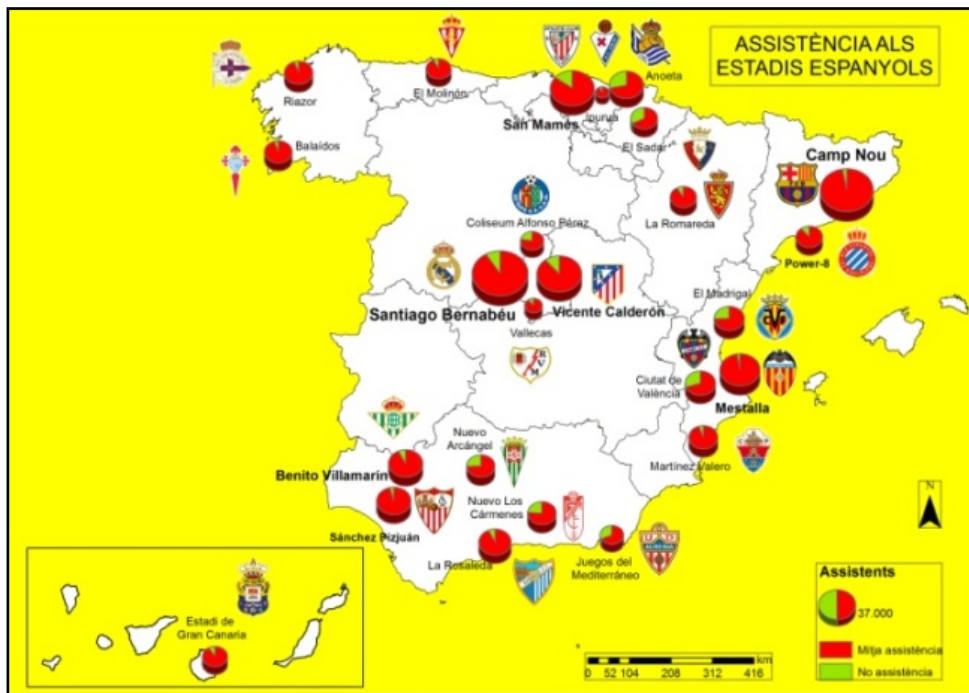 ASSISTÈNCIA ALS
ESTADIS ESPANYOLS
Riazor
El Molinón
Anoeta
Ipurua
San Mamés
El Sadar
Balaídos
Camp Nou
La Romareda
Coliseum Alfonso Pérez
Power-8
El Madrigal
Santiago Bernabéu
Vicente Calderón
Vallecas
RVM
Ciutat de
València
Mestalla
Nuevo
Arcángel
Martínez Valero
Benito Villamarín
Nuevo Los
Cármenes
Sánchez Pizjuán
La Rosaleda
Juegos del
Mediterráneo
Estadi de
Gran Canaria
N
Assistents
37.000
Mitja assistència
No assistència
km
0 52 104 208 312 416